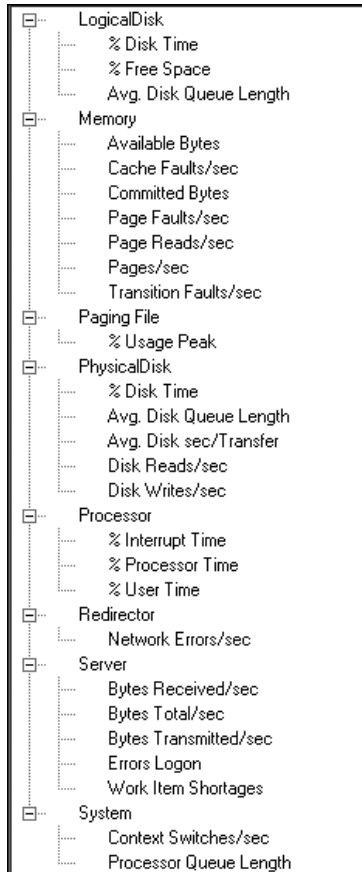 LogicalDisk
% Disk Time
% Free Space
Avg. Disk Queue Length
Memory
Available Bytes
Cache Faults/sec
Committed Bytes
Page Faults/sec
Page Reads/sec
Pages/sec
Transition Faults/sec
Paging File
% Usage Peak
PhysicalDisk
% Disk Time
Avg. Disk Queue Length
Avg. Disk sec/Transfer
Disk Reads/sec
Disk Writes/sec
Processor
% Interrupt Time
% Processor Time
% User Time
Redirector
Network Errors/sec
Server
Bytes Received/sec
Bytes Total/sec
Bytes Transmitted/sec
Errors Logon
Work Item Shortages
System
Context Switches/sec
Processor Queue Length